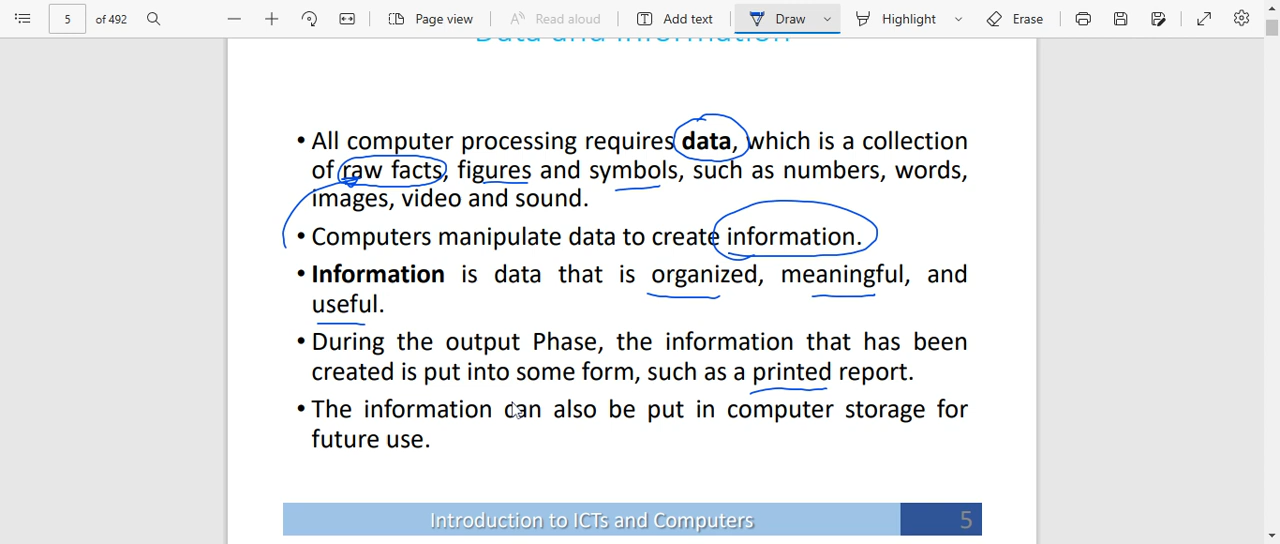 5 of 492 Page view Read aloud Add text Draw Highlight Erase
Data and Information
• All computer processing requires data, which is a collection
of raw facts, figures and symbols, such as numbers, words,
images, video and sound.
• Computers manipulate data to create information.
• Information is data that is organized, meaningful, and
useful.
• During the output Phase, the information that has been
created is put into some form, such as a printed report.
• The information can also be put in computer storage for
future use.
Introduction to ICTs and Computers 5